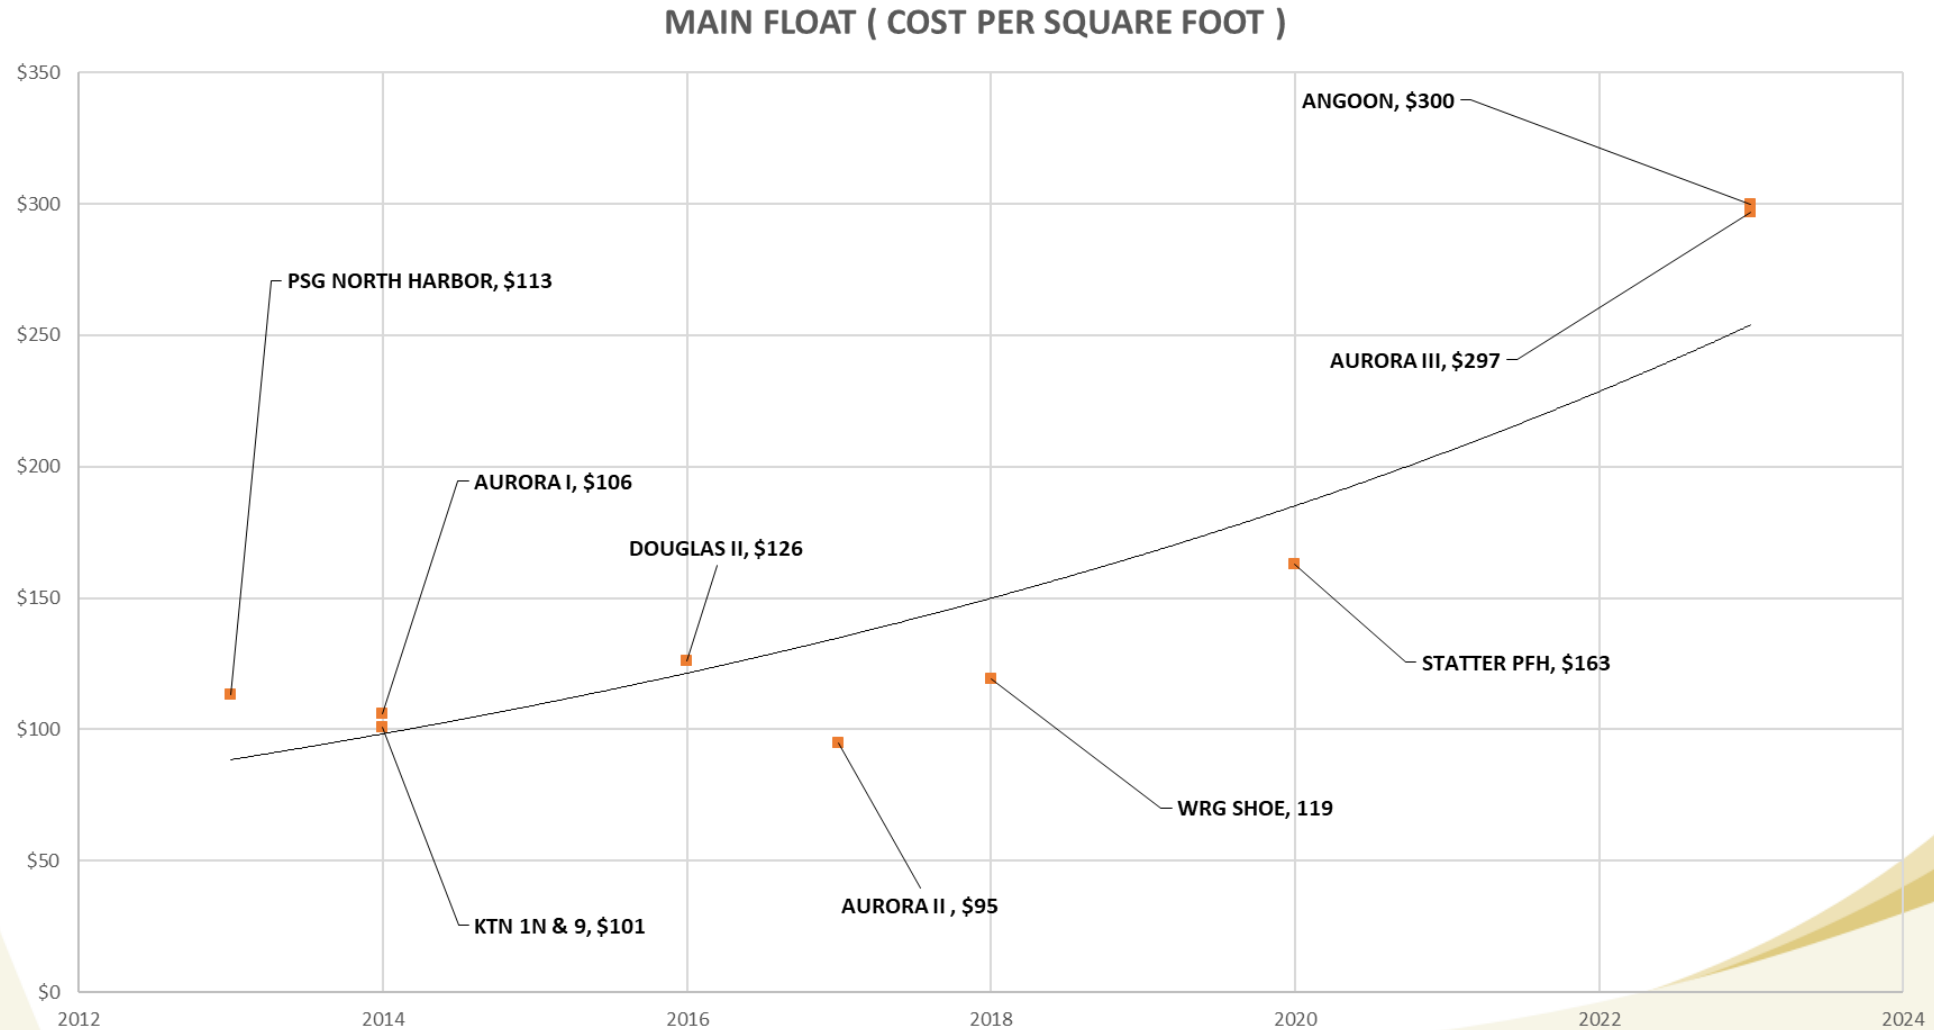 MAIN FLOAT ( COST PER SQUARE FOOT )
$350
ANGOON, $300
$300
PSG NORTH HARBOR, $113
$250
AURORA III, $297
$200
AURORA I, $106
DOUGLAS II, $126
$150
STATTER PFH, $163
$100
WRG SHOE, 119
$50
AURORA II , $95
KTN 1N & 9, $101
$0
2012 2014 2016 2018 2020 2022 2024